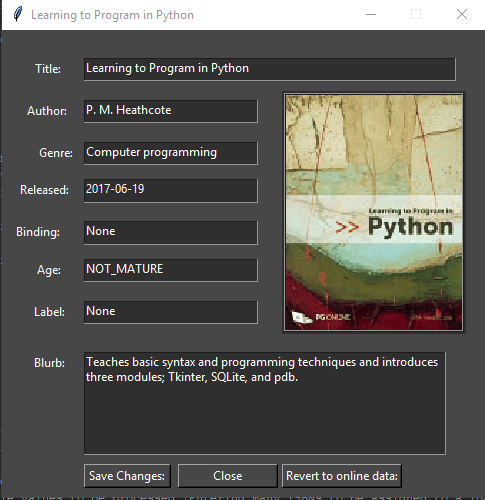 Learning to Program in Python
Title: Learning to Program in Python
Author: P. M. Heathcote
Genre: Computer programming
Released: 2017-06-19
Binding: None
Age: NOT_MATURE
Label: None
Learning to Program in
>> Python
PG ONLINE
Blurb: Teaches basic syntax and programming techniques and introduces
three modules; Tkinter, SQLite, and pdb.
Save Changes: Close Revert to online data: